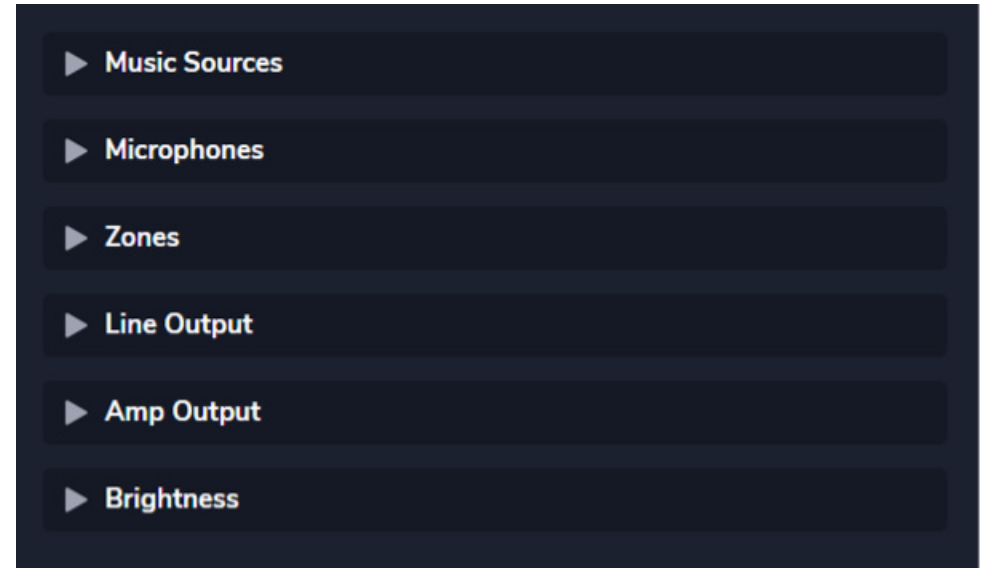 Music Sources
Microphones
Zones
Line Output
Amp Output
Brightness